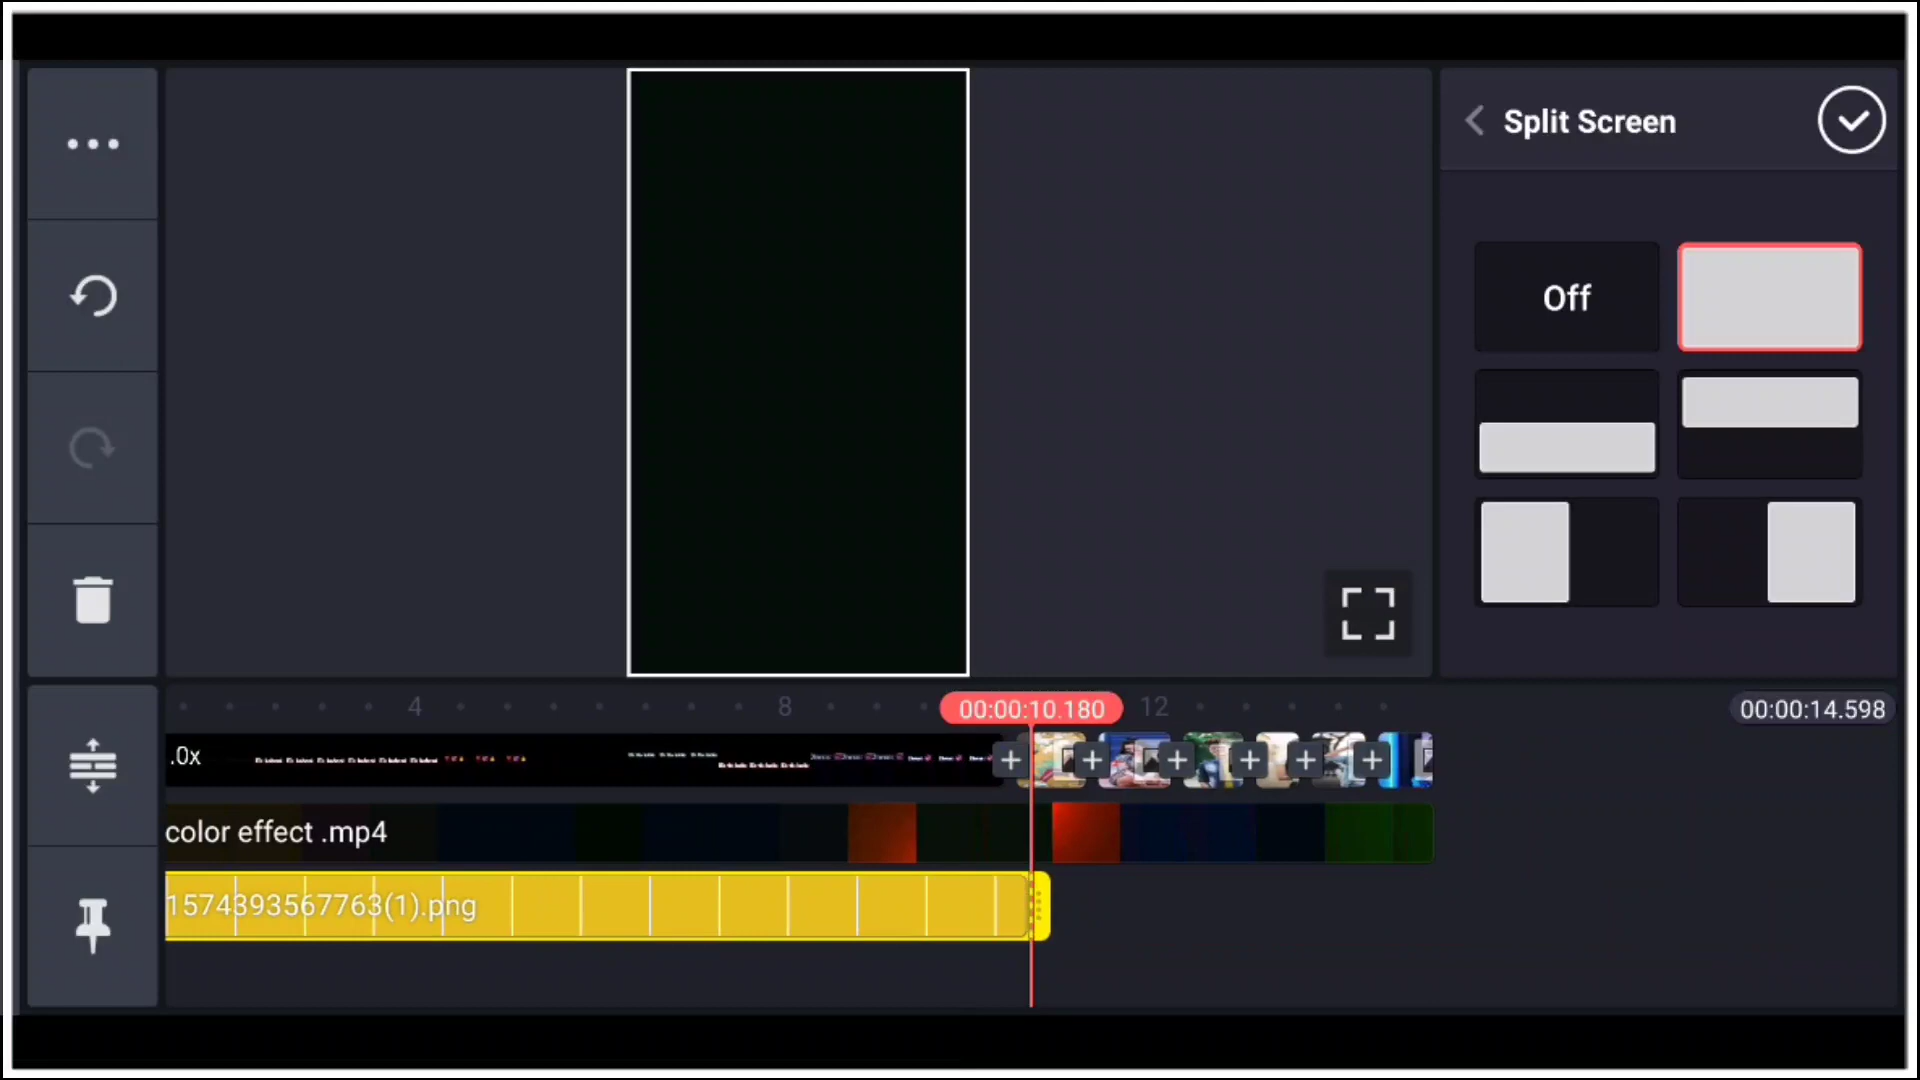 Split Screen
Off
4
8
00:00:10.180
12
00:00:14.598
.0x
color effect .mp4
1574393567763(1).png